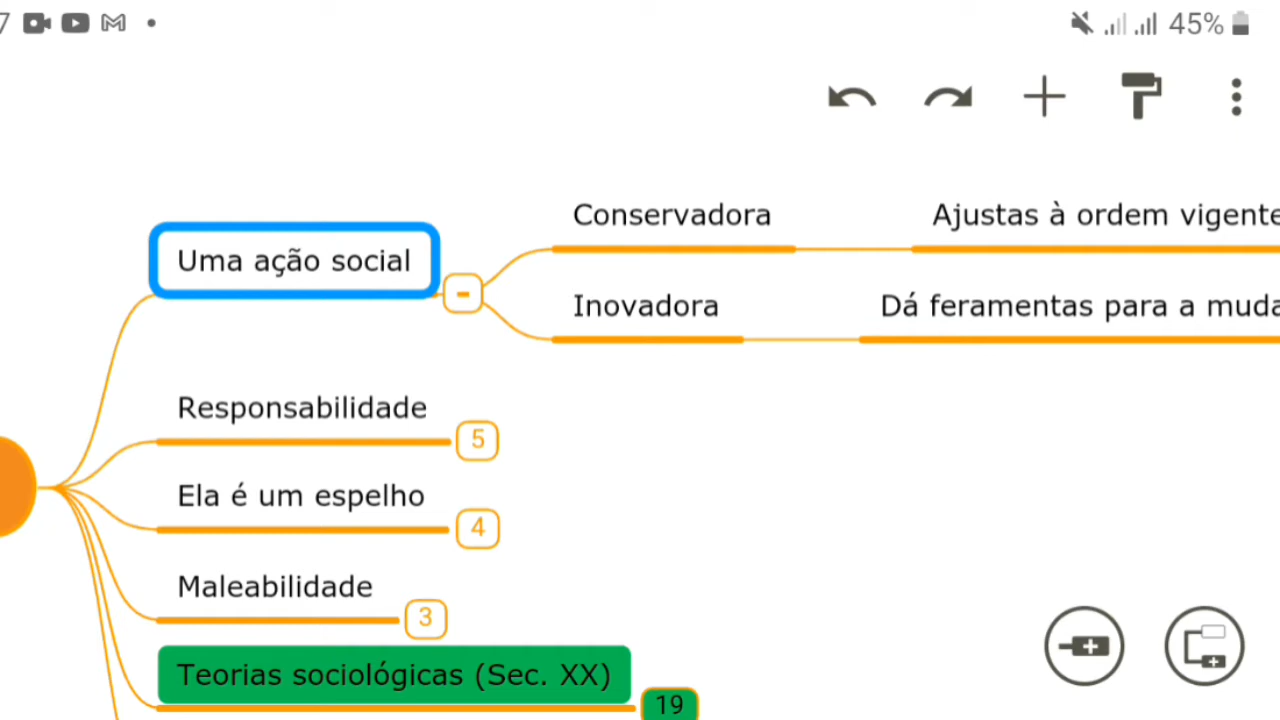 7
45%
Conservadora
Ajustas à ordem vigente
Uma ação social
Inovadora
Dá feramentas para a muda
Responsabilidade
5
Ela é um espelho
4
Maleabilidade
3
Teorias sociológicas (Sec. XX)
19